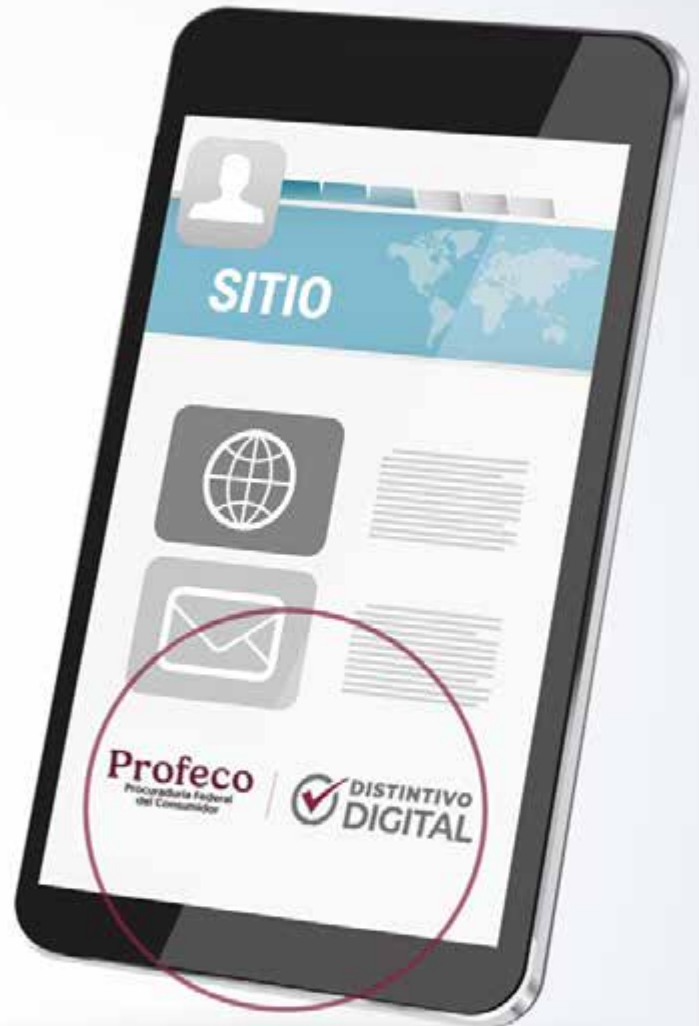 SITIO
Profeco
Procuraduría Federal
del Consumidor
DISTINTIVO
DIGITAL